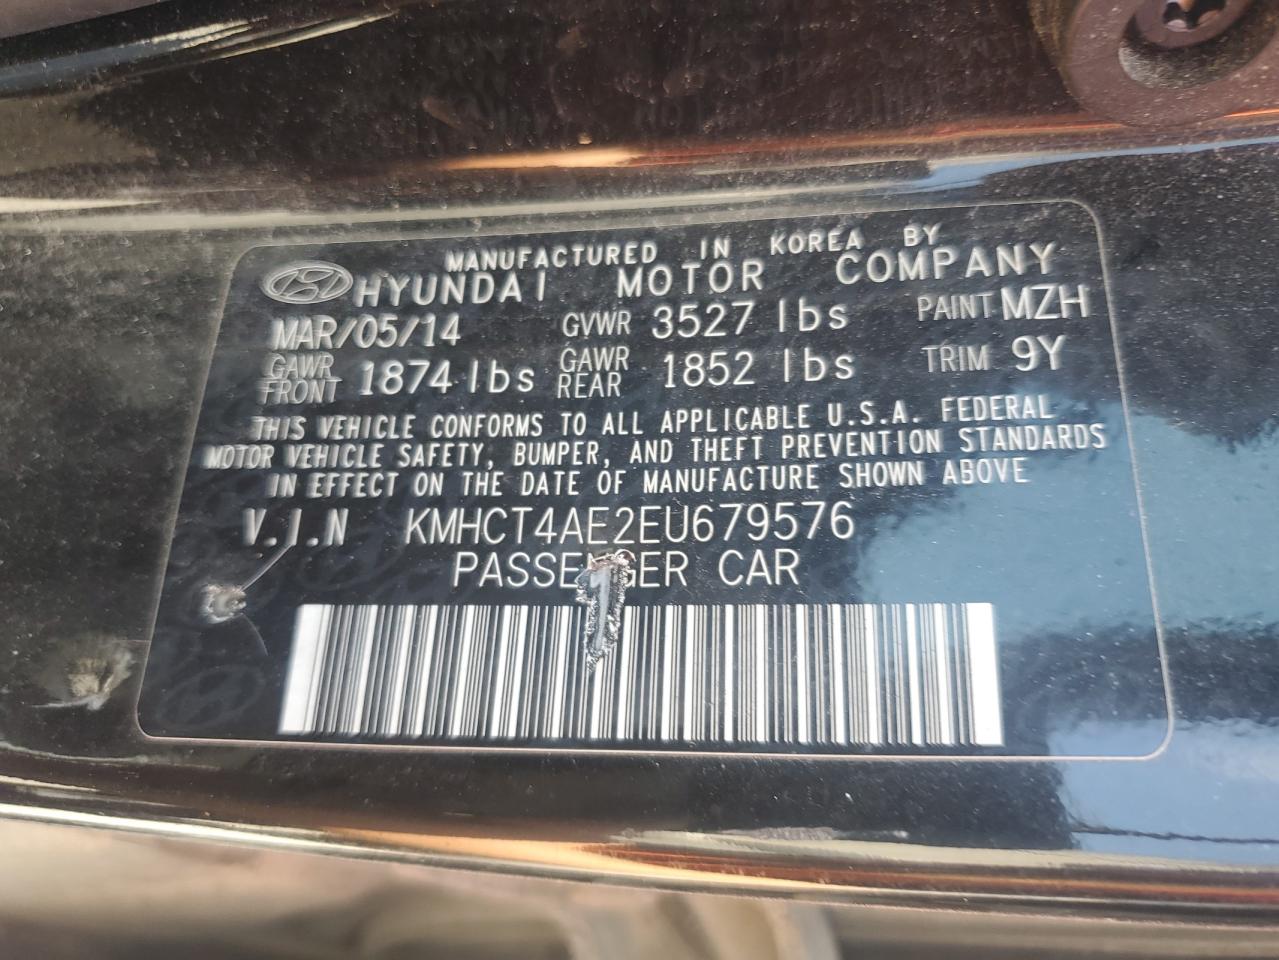 MANUFACTURED IN KOREA BY
HYUNDAI MOTOR COMPANY
MAR/05/14 GVWR 3527 lbs PAINT MZH
GAWR FRONT 1874 lbs GAWR REAR 1852 lbs TRIM 9Y
THIS VEHICLE CONFORMS TO ALL APPLICABLE U.S.A. FEDERAL
MOTOR VEHICLE SAFETY, BUMPER, AND THEFT PREVENTION STANDARDS
IN EFFECT ON THE DATE OF MANUFACTURE SHOWN ABOVE
V.I.N KMHCT4AE2EU679576
PASSENGER CAR